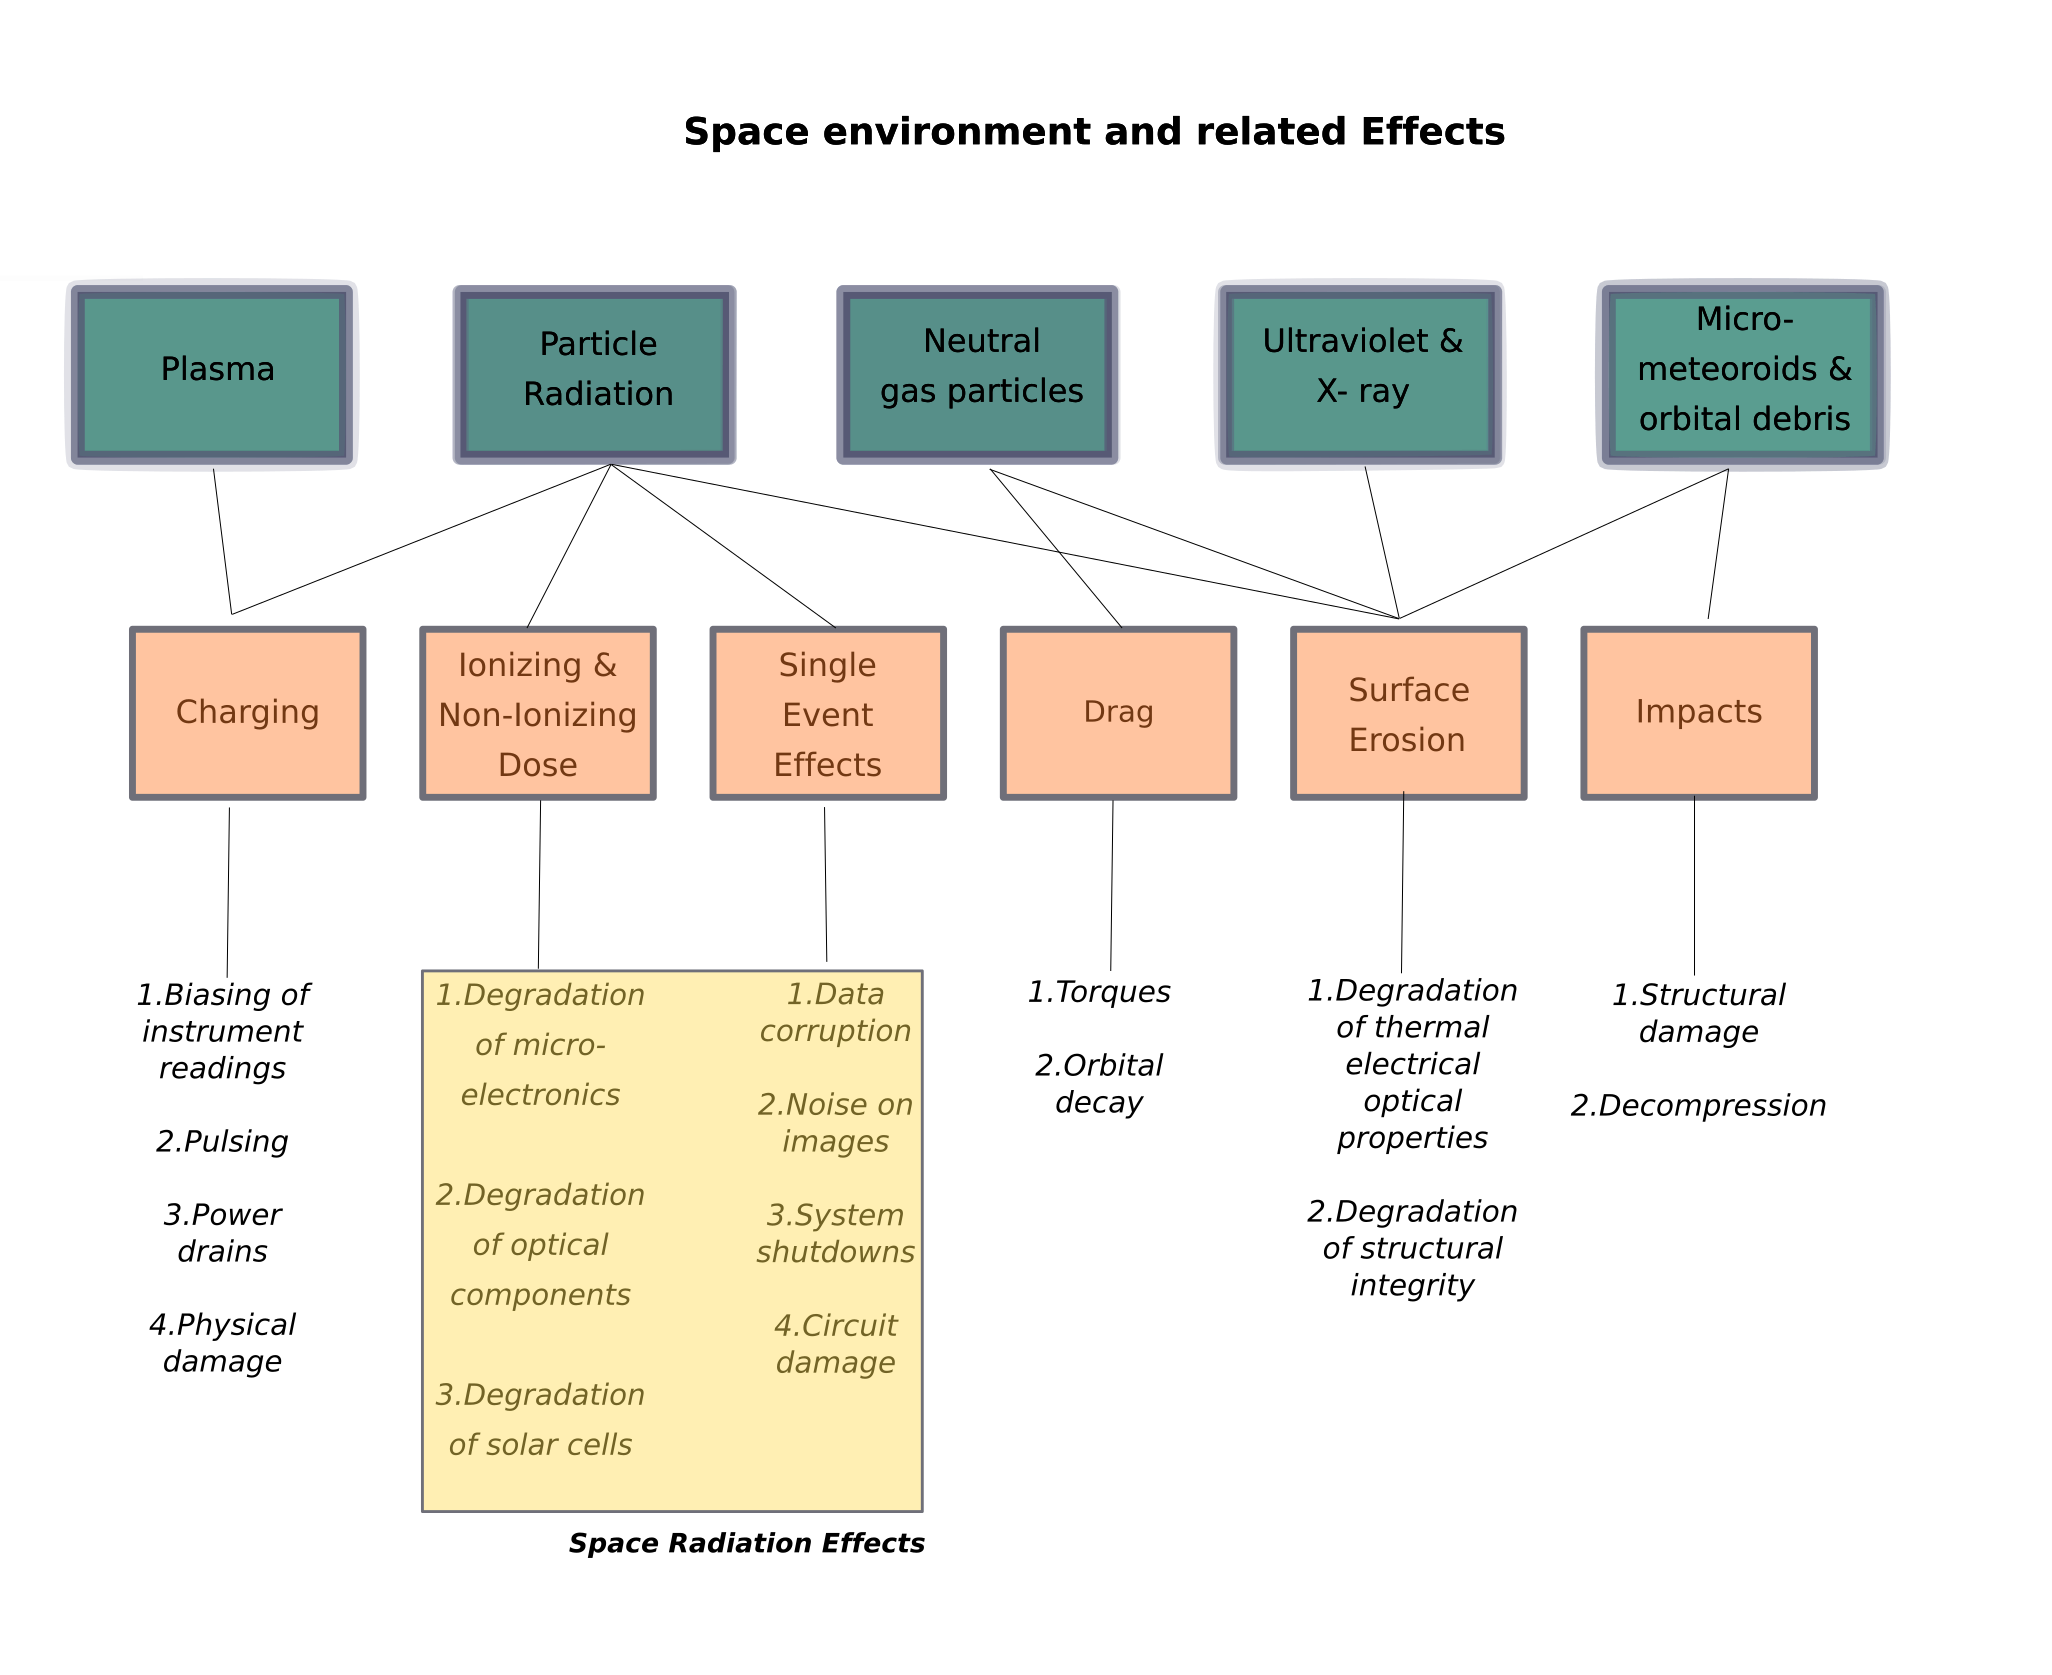 Space environment and related Effects
Plasma
Particle
Radiation
Neutral
gas particles
Ultraviolet &
X- ray
Micro-
meteoroids &
orbital debris
Charging
Ionizing &
Non-Ionizing
Dose
Single
Event
Effects
Drag
Surface
Erosion
Impacts
1.Biasing of
instrument
readings
2.Pulsing
3.Power
drains
4.Physical
damage
1.Degradation
of micro-
electronics
2.Degradation
of optical
components
3.Degradation
of solar cells
1.Data
corruption
2.Noise on
images
3.System
shutdowns
4.Circuit
damage
1.Torques
2.Orbital
decay
1.Degradation
of thermal
electrical
optical
properties
2.Degradation
of structural
integrity
1.Structural
damage
2.Decompression
Space Radiation Effects